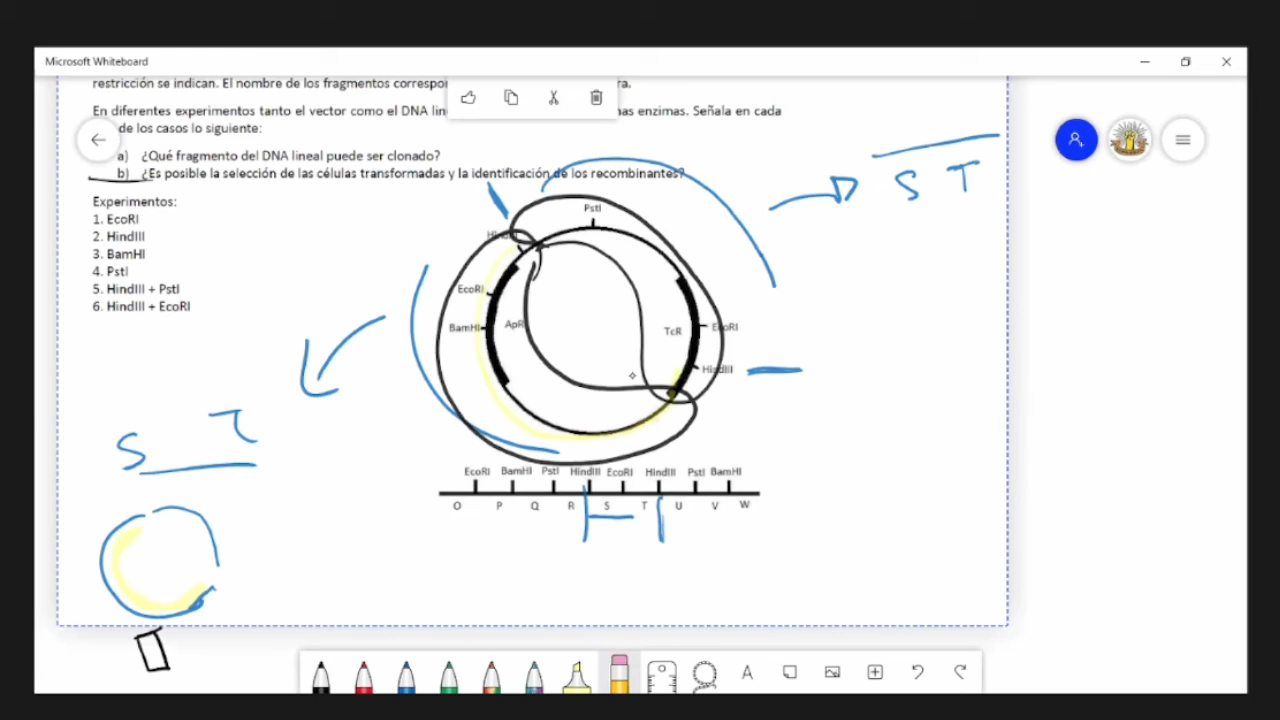 Microsoft Whiteboard
restricción se indican. El nombre de los fragmentos correspon ra.
En diferentes experimentos tanto el vector como el DNA line mas enzimas. Señala en cada
de los casos lo siguiente:
a) ¿Qué fragmento del DNA lineal puede ser clonado?
b) ¿Es posible la selección de las células transformadas y la identificación de los recombinantes?
Experimentos:
1. EcoRI
2. HindIII
3. BamHI
4. PstI
5. HindIII + PstI
6. HindIII + EcoRI
S T
PstI
HindIII
EcoRI
BamHI ApR TcR EcoRI
HindIII
S T
EcoRI BamHI PstI HindIII EcoRI HindIII PstI BamHI
O P Q R S T U V W
A